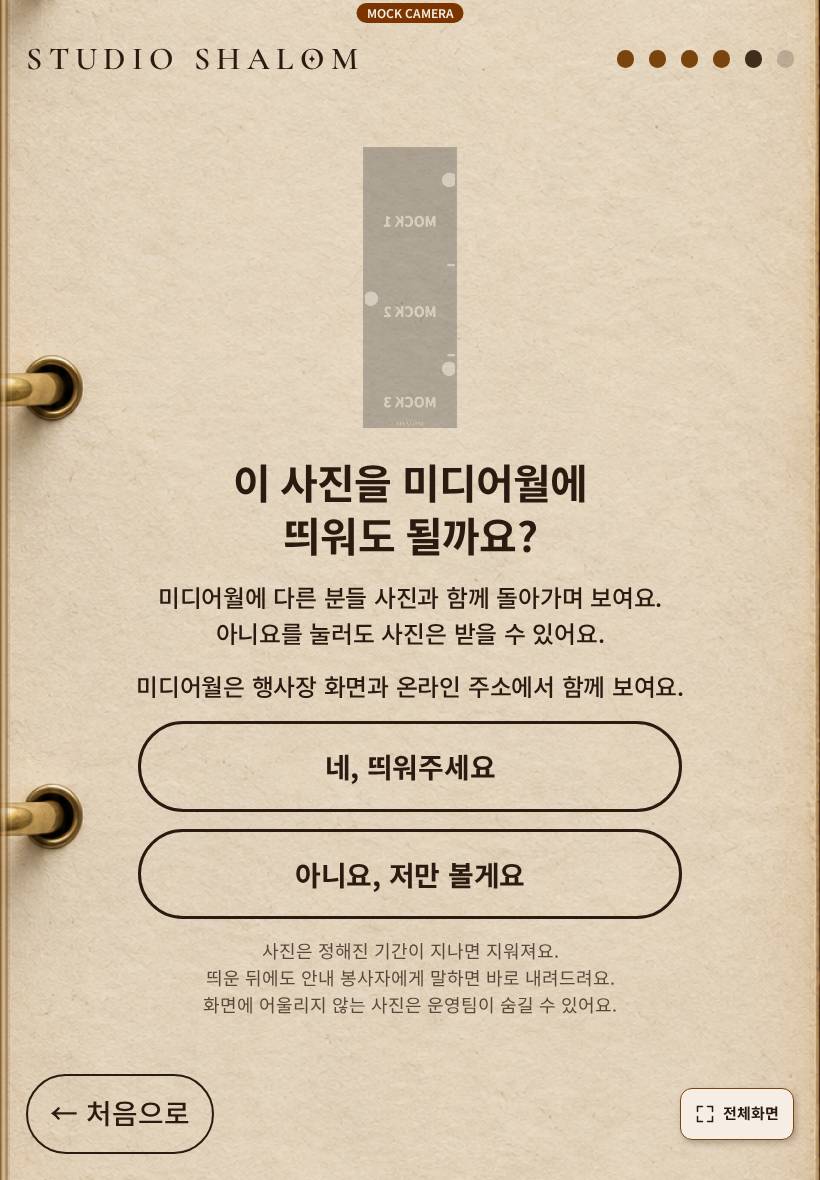 MOCK CAMERA
STUDIO SHALOM
MOCK 1
MOCK 2
MOCK 3
이 사진을 미디어월에
띄워도 될까요?
미디어월에 다른 분들 사진과 함께 돌아가며 보여요.
아니요를 눌러도 사진은 받을 수 있어요.
미디어월은 행사장 화면과 온라인 주소에서 함께 보여요.
네, 띄워주세요
아니요, 저만 볼게요
사진은 정해진 기간이 지나면 지워져요.
띄운 뒤에도 안내 봉사자에게 말하면 바로 내려드려요.
화면에 어울리지 않는 사진은 운영팀이 숨길 수 있어요.
← 처음으로
전체화면